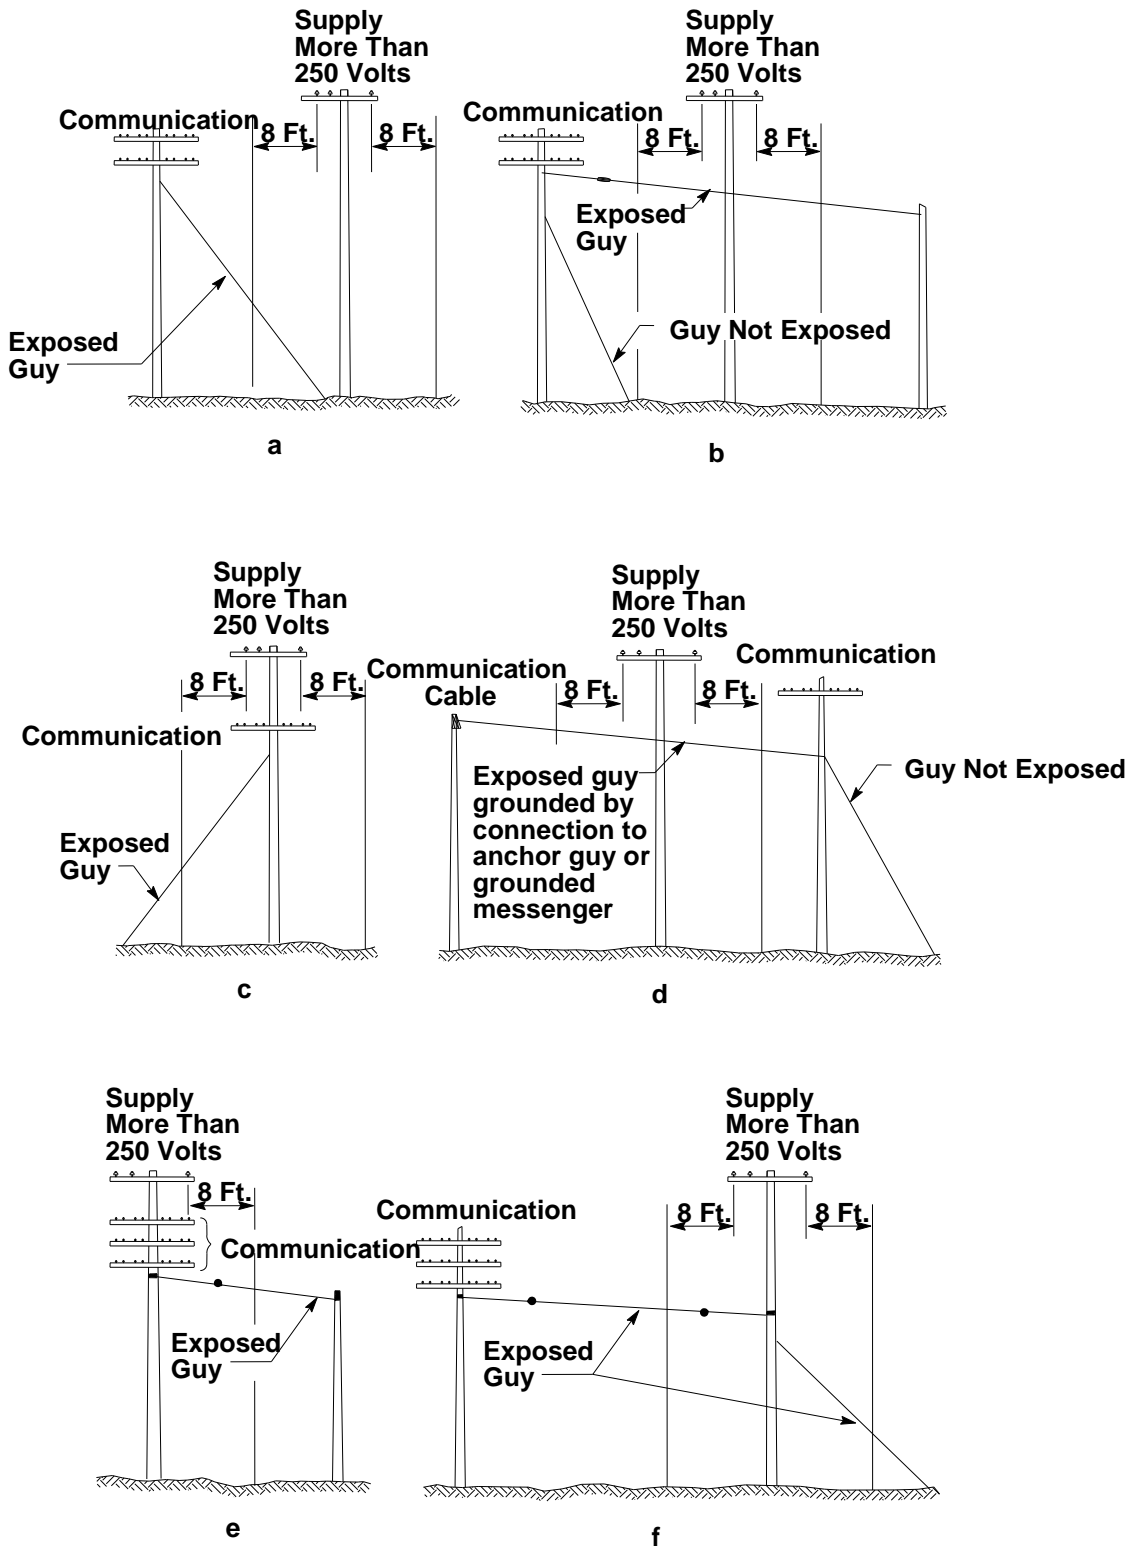 Supply
More Than
250 Volts
Communication
8 Ft.
8 Ft.
Exposed
Guy
a
Supply
More Than
250 Volts
Communication
8 Ft.
8 Ft.
Exposed
Guy
Guy Not Exposed
b
Supply
More Than
250 Volts
8 Ft.
8 Ft.
Communication
Exposed
Guy
c
Supply
More Than
250 Volts
Communication
Cable
Communication
8 Ft.
8 Ft.
Exposed guy
grounded by
connection to
anchor guy or
grounded
messenger
Guy Not Exposed
d
Supply
More Than
250 Volts
8 Ft.
Communication
Exposed
Guy
e
Supply
More Than
250 Volts
Communication
8 Ft.
8 Ft.
Exposed
Guy
f